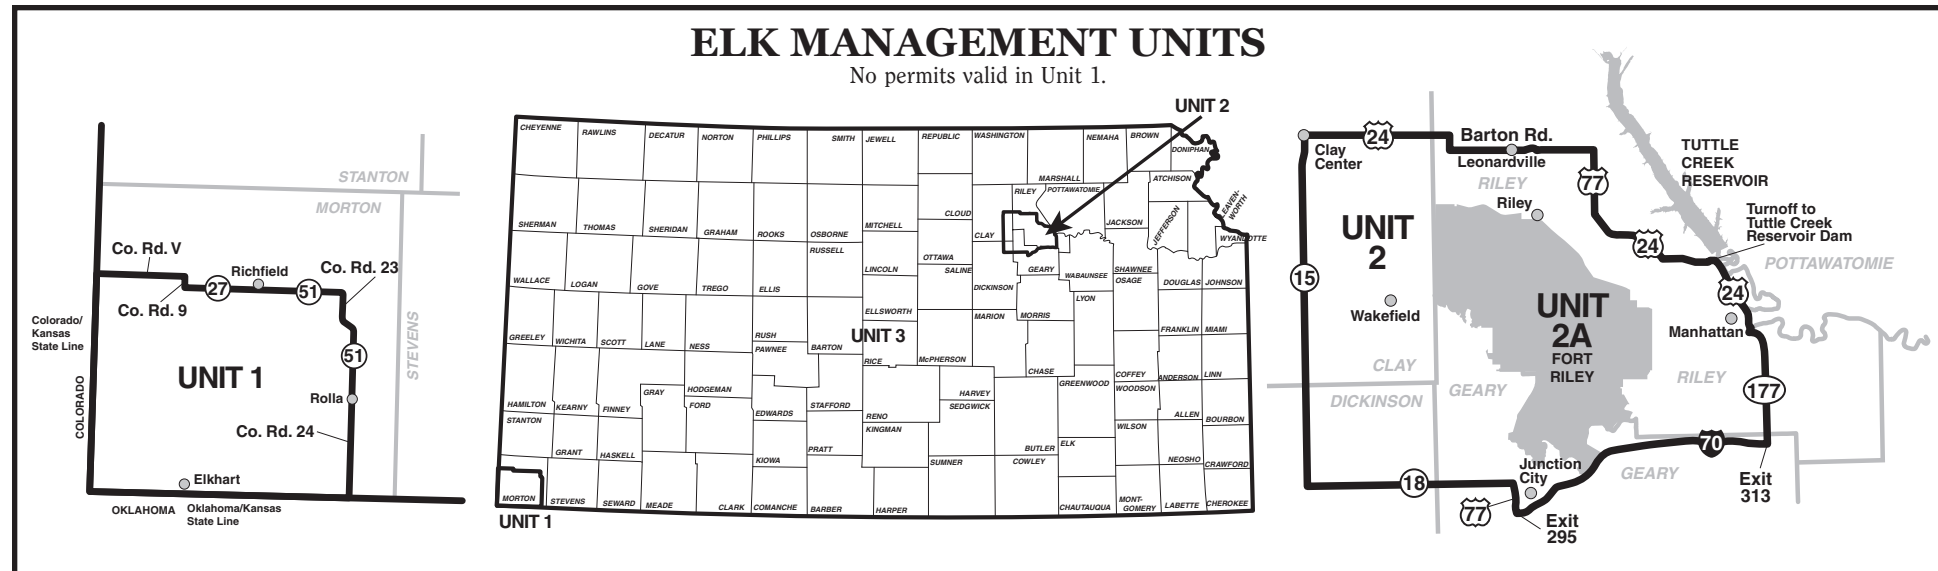 ELK MANAGEMENT UNITS
No permits valid in Unit 1.
STANTON
MORTON
Co. Rd. V
Richfield
Co. Rd. 23
27
51
Co. Rd. 9
Colorado/
Kansas
State Line
STEVENS
51
UNIT 1
COLORADO
Rolla
Co. Rd. 24
Elkhart
OKLAHOMA
Oklahoma/Kansas
State Line
UNIT 2
CHEYENNE
RAWLINS
DECATUR
NORTON
PHILLIPS
SMITH
JEWELL
REPUBLIC
WASHINGTON
NEMAHA
BROWN
DONIPHAN
MARSHALL
ATCHISON
RILEY
POTTAWATOMIE
LEAVEN-
WORTH
SHERMAN
THOMAS
SHERIDAN
GRAHAM
ROOKS
OSBORNE
MITCHELL
CLOUD
CLAY
JACKSON
JEFFERSON
WYANDOTTE
RUSSELL
LINCOLN
OTTAWA
SALINE
GEARY
WABAUNSEE
SHAWNEE
OSAGE
WALLACE
LOGAN
GOVE
TREGO
ELLIS
DICKINSON
LYON
DOUGLAS
JOHNSON
ELLSWORTH
MARION
MORRIS
UNIT 3
GREELEY
WICHITA
SCOTT
LANE
NESS
RUSH
PAWNEE
BARTON
RICE
McPHERSON
FRANKLIN
MIAMI
CHASE
COFFEY
ANDERSON
LINN
GREENWOOD
WOODSON
HAMILTON
KEARNY
FINNEY
GRAY
HODGEMAN
FORD
EDWARDS
STAFFORD
RENO
HARVEY
SEDGWICK
ALLEN
BOURBON
STANTON
GRANT
HASKELL
KIOWA
PRATT
KINGMAN
BUTLER
ELK
WILSON
NEOSHO
CRAWFORD
SUMNER
COWLEY
MORTON
STEVENS
SEWARD
MEADE
CLARK
COMANCHE
BARBER
HARPER
CHAUTAUQUA
MONT-
GOMERY
LABETTE
CHEROKEE
UNIT 1
Clay
Center
24
Barton Rd.
Leonardville
RILEY
Riley
77
TUTTLE
CREEK
RESERVOIR
Turnoff to
Tuttle Creek
Reservoir Dam
24
POTTAWATOMIE
UNIT
2
15
Wakefield
UNIT
2A
FORT
RILEY
24
Manhattan
CLAY
GEARY
RILEY
DICKINSON
177
70
Junction
City
GEARY
Exit
313
18
77
Exit
295